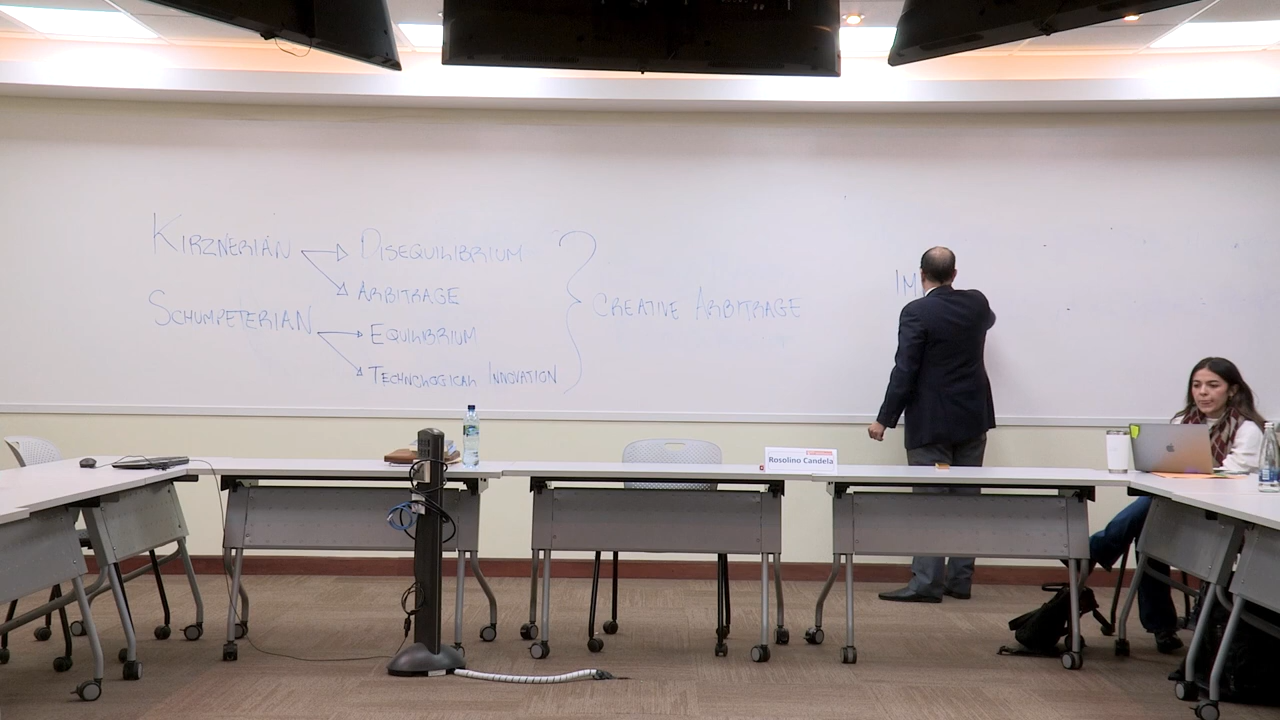 KIRZNERIAN DISEQUILIBRIUM
ARBITRAGE
SCHUMPETERIAN
EQUILIBRIUM
TECHNOLOGICAL INNOVATION
CREATIVE ARBITRAGE
IM
Rosolino Candela